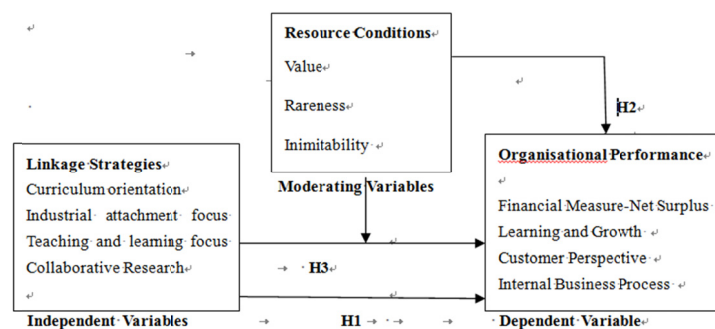 Resource Conditions
Value
Rareness
Inimitability
H2
Linkage Strategies
Curriculum orientation
Industrial attachment focus
Teaching and learning focus
Collaborative Research
Organisational Performance
Financial Measure-Net Surplus
Learning and Growth
Customer Perspective
Internal Business Process
Moderating Variables
H3
Independent Variables
H1
Dependent Variable